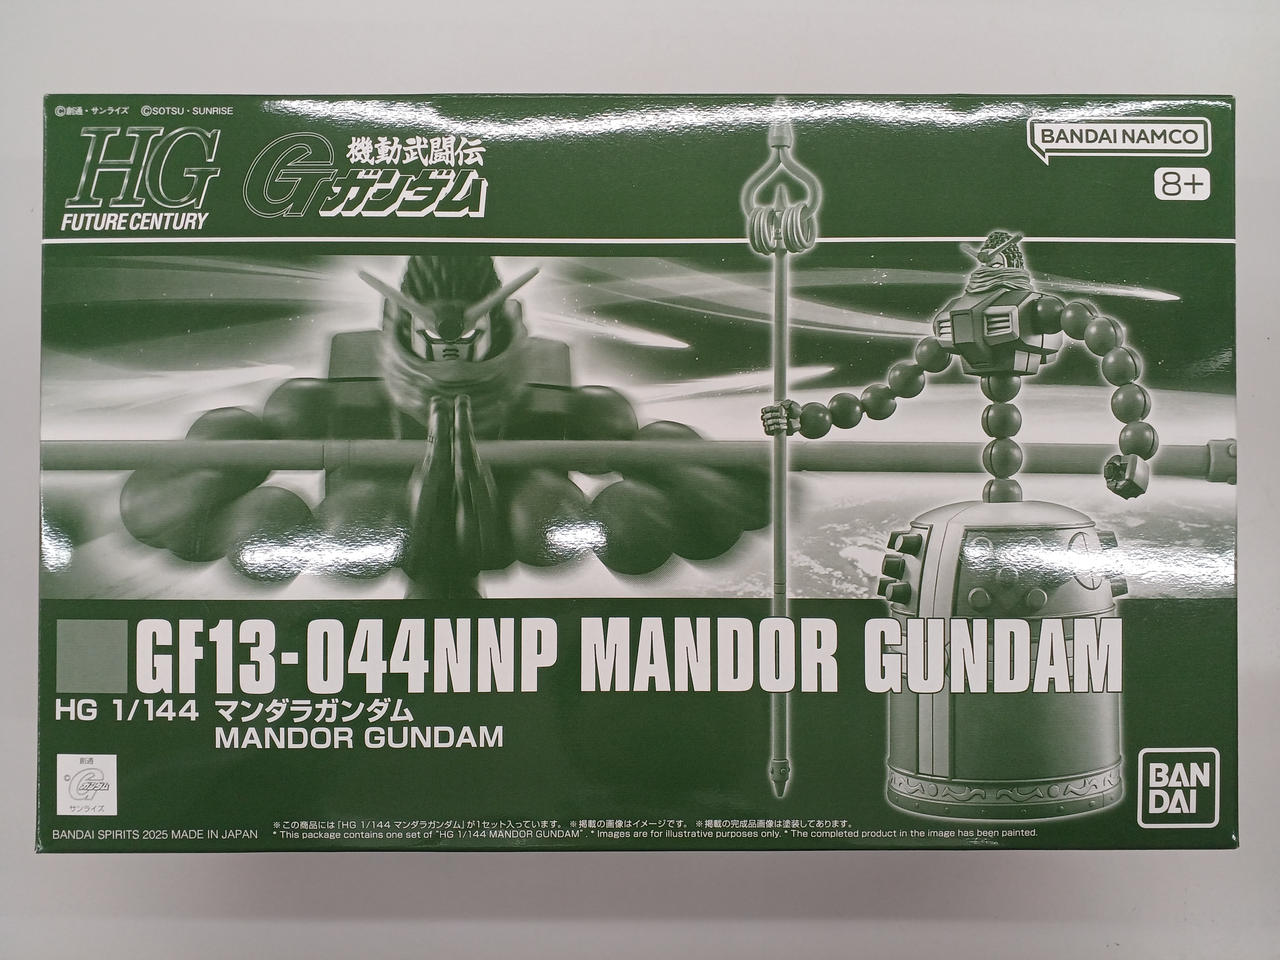 ©創通・サンライズ ©SOTSU・SUNRISE
HG
FUTURE CENTURY
機動武闘伝
Gガンダム
BANDAI NAMCO
8+
GF13-044NNP MANDOR GUNDAM
HG 1/144 マンダラガンダム
MANDOR GUNDAM
創通
©Gガンダム
サンライズ
BAN
DAI
※この商品には「HG 1/144 マンダラガンダム」が1セット入っています。 ※掲載の画像はイメージです。 ※掲載の完成品画像は塗装してあります。
BANDAI SPIRITS 2025 MADE IN JAPAN
* This package contains one set of "HG 1/144 MANDOR GUNDAM". * Images are for illustrative purposes only. * The completed product in the image has been painted.